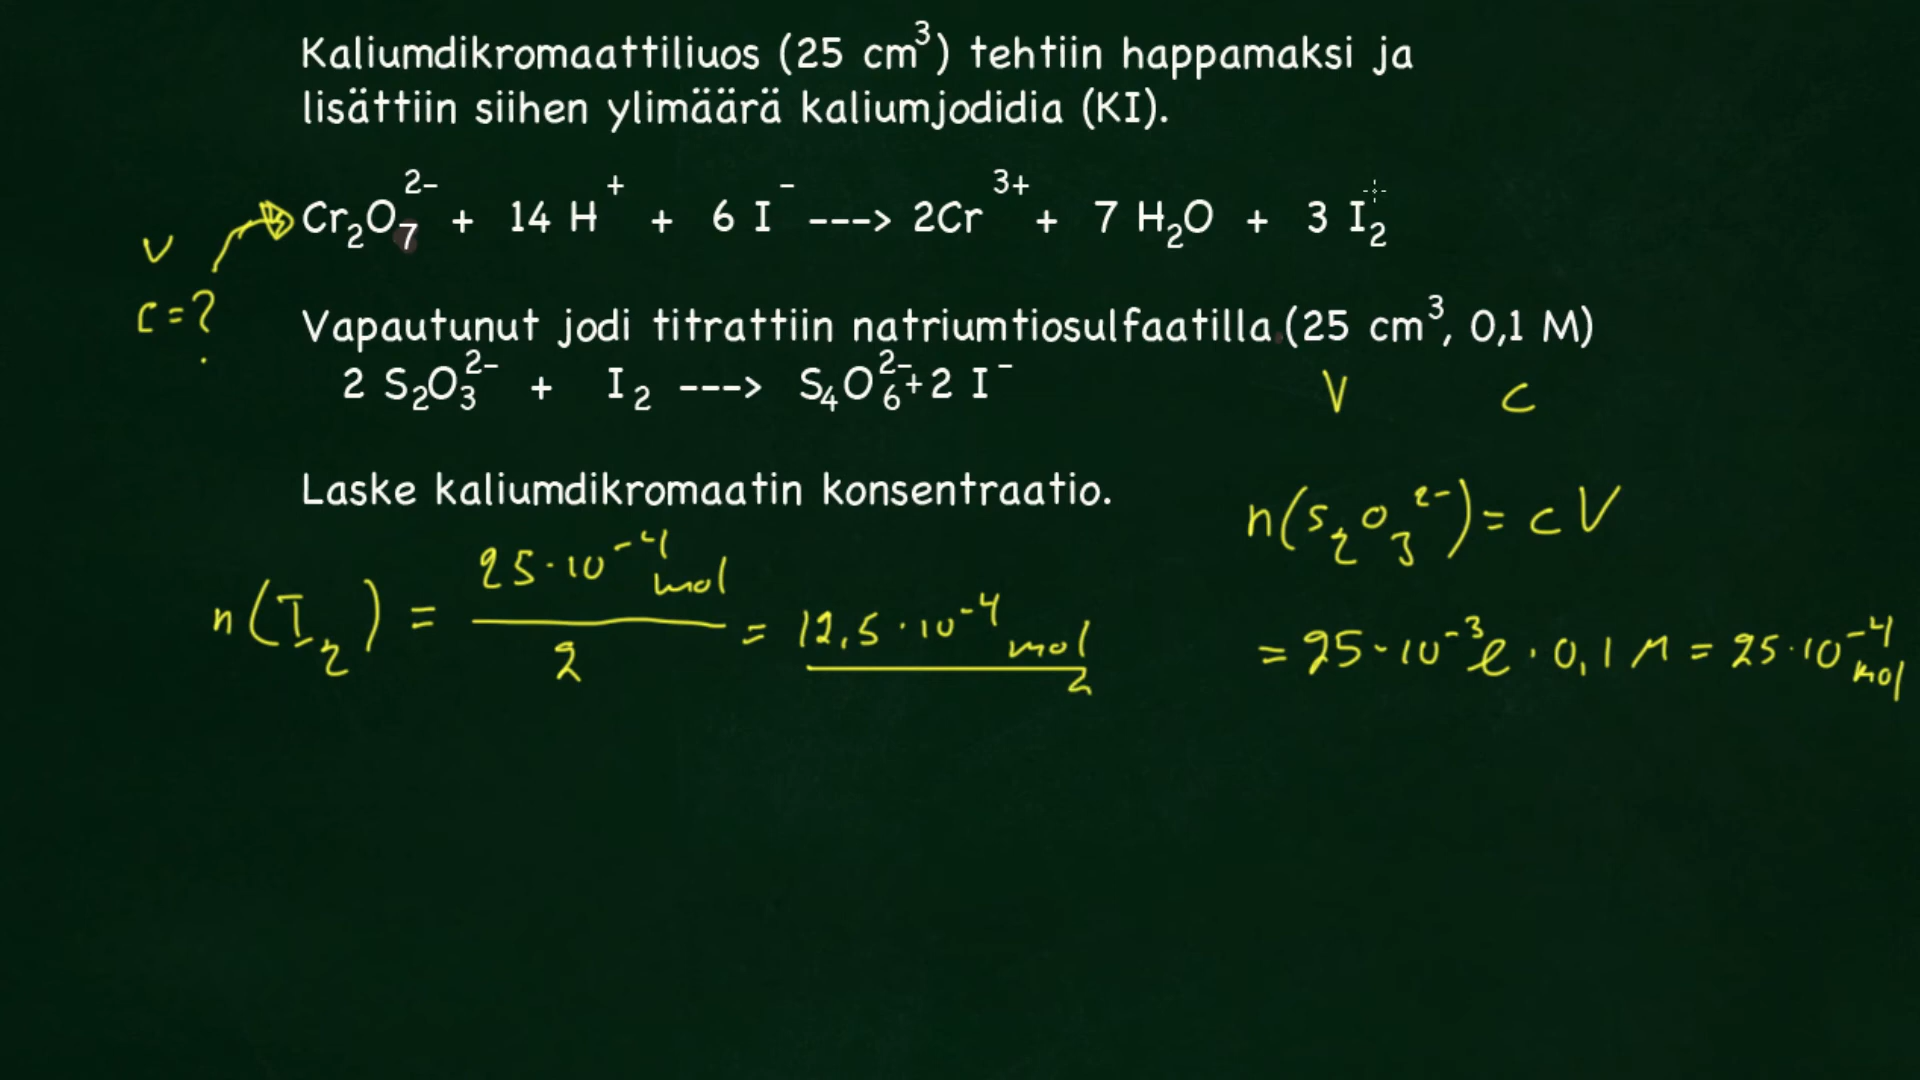 Kaliumdikromaattiliuos (25 cm³) tehtiin happamaksi ja
lisättiin siihen ylimäärä kaliumjodidia (KI).
Cr₂O₇²⁻ + 14 H⁺ + 6 I⁻ ---> 2Cr³⁺ + 7 H₂O + 3 I₂
V
c = ?
Vapautunut jodi titrattiin natriumtiosulfaatilla (25 cm³, 0,1 M)
2 S₂O₃²⁻ + I₂ ---> S₄O₆²⁻ + 2 I⁻
V c
Laske kaliumdikromaatin konsentraatio.
n(S₂O₃²⁻) = cV
= 25·10⁻³ l · 0,1 M = 25·10⁻⁴ mol
n(I₂) = 25·10⁻⁴ mol / 2 = 12,5·10⁻⁴ mol